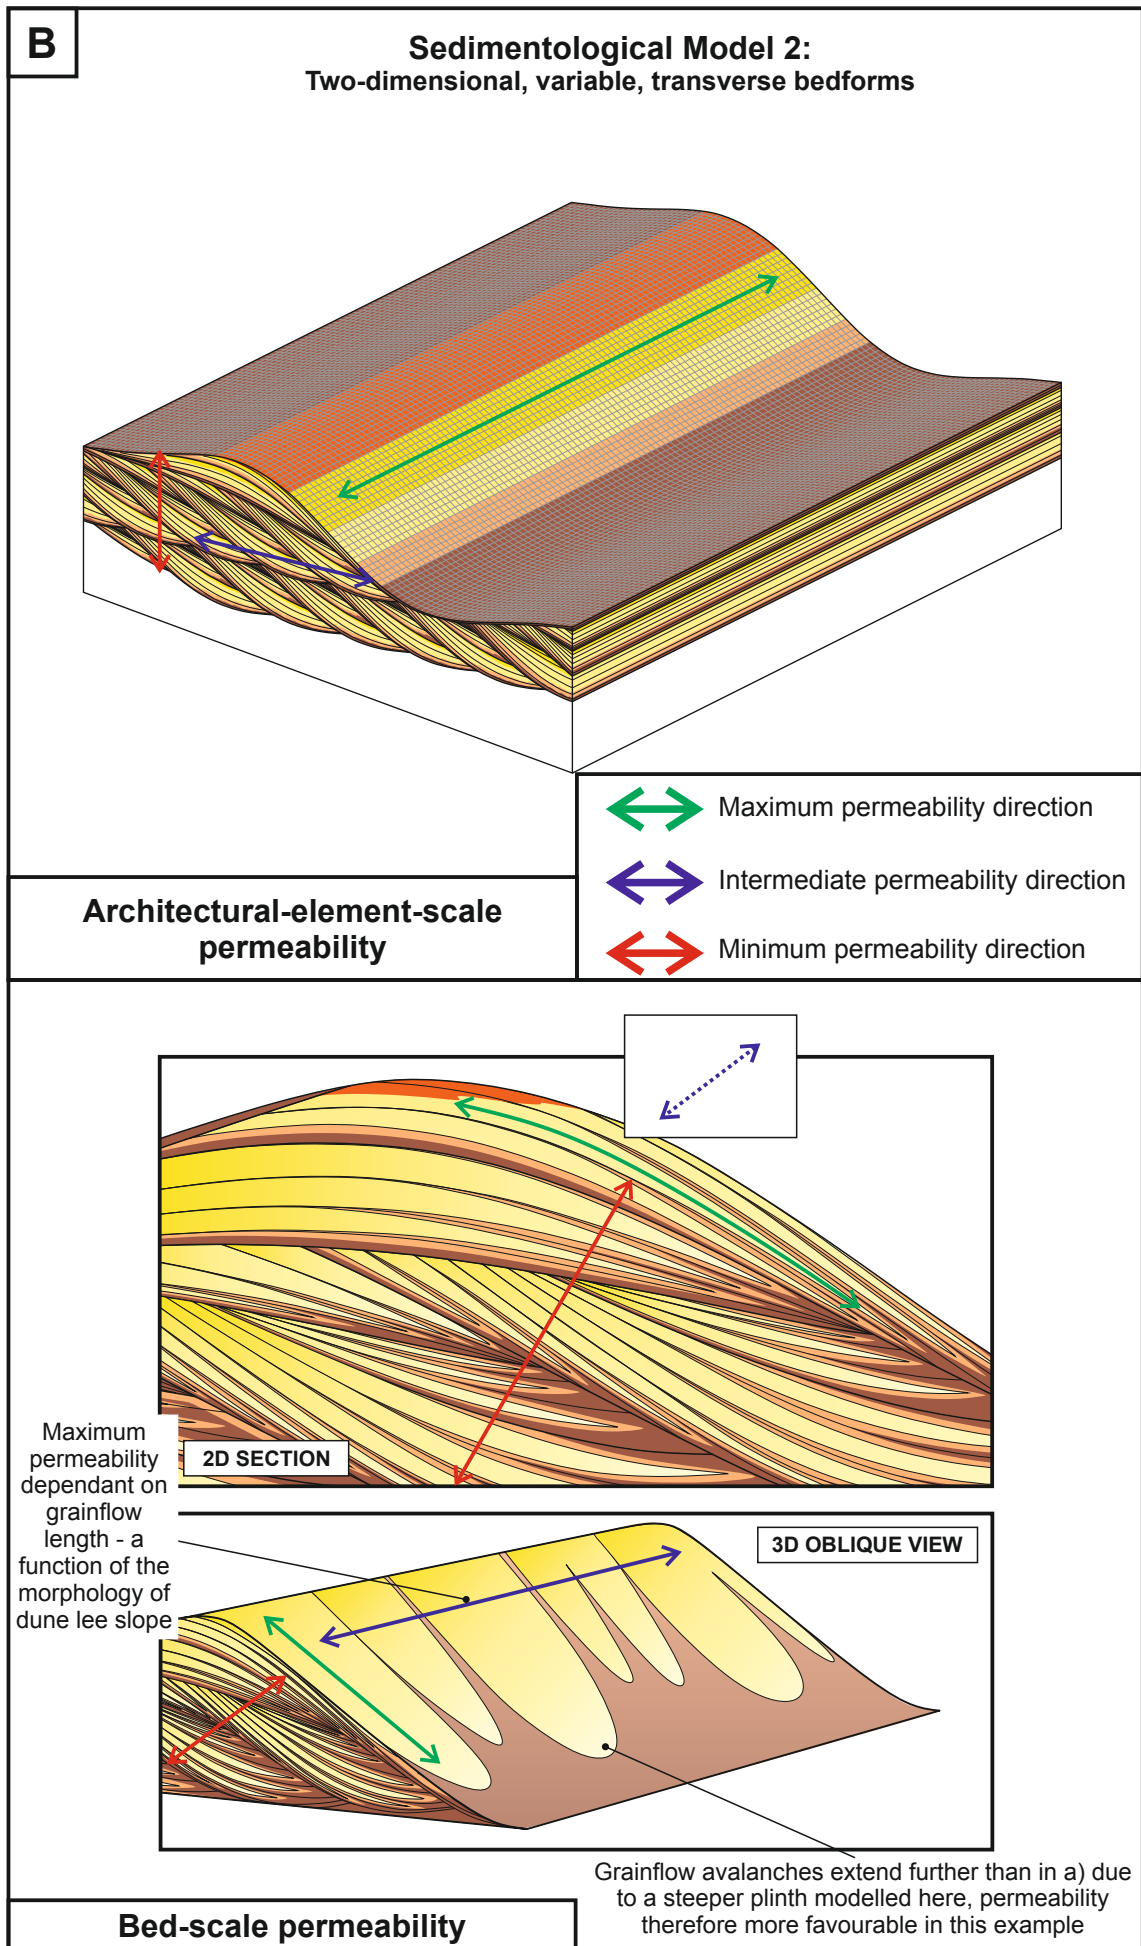 B
Sedimentological Model 2:
Two-dimensional, variable, transverse bedforms
Maximum permeability direction
Intermediate permeability direction
Minimum permeability direction
Architectural-element-scale
permeability
2D SECTION
Maximum
permeability
dependant on
grainflow
length - a
function of the
morphology of
dune lee slope
3D OBLIQUE VIEW
Grainflow avalanches extend further than in a) due
to a steeper plinth modelled here, permeability
therefore more favourable in this example
Bed-scale permeability